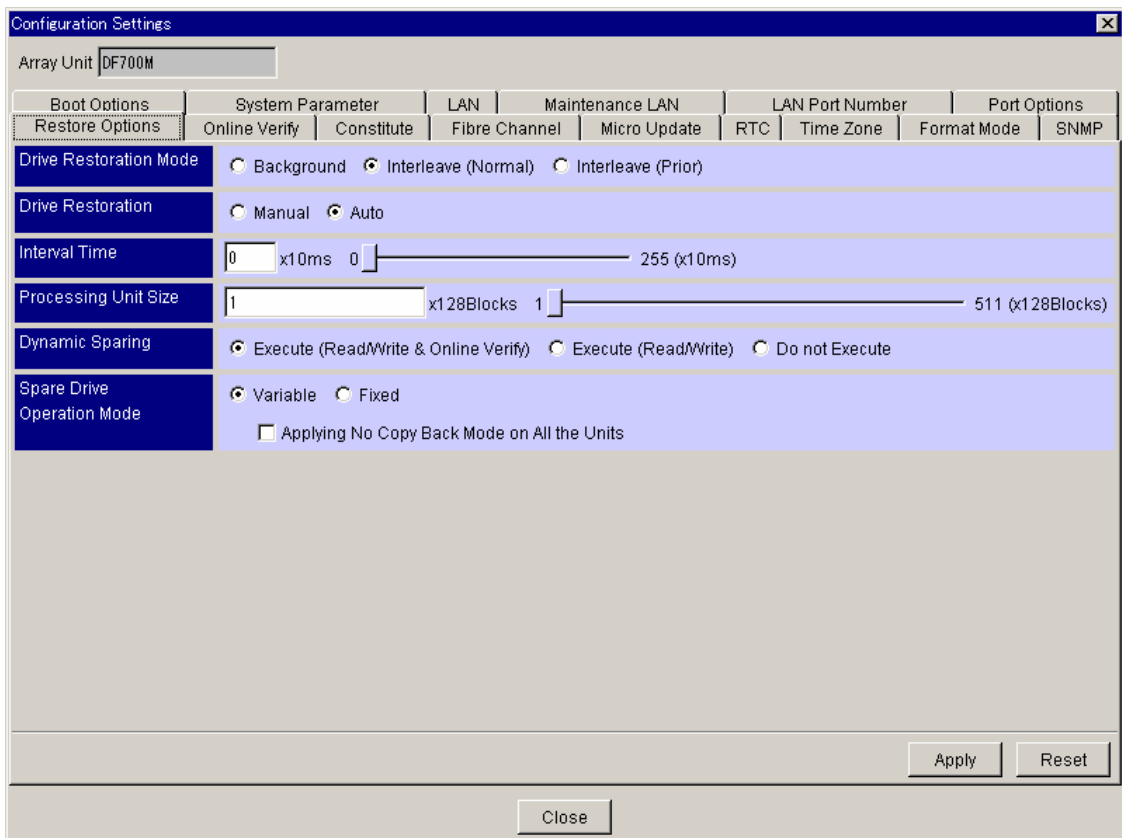 Configuration Settings
Array Unit DF700M
Boot Options System Parameter LAN Maintenance LAN LAN Port Number Port Options
Restore Options Online Verify Constitute Fibre Channel Micro Update RTC Time Zone Format Mode SNMP
Drive Restoration Mode Background Interleave (Normal) Interleave (Prior)
Drive Restoration Manual Auto
Interval Time 0 x10ms 0 255 (x10ms)
Processing Unit Size 1 x128Blocks 1 511 (x128Blocks)
Dynamic Sparing Execute (Read/Write & Online Verify) Execute (Read/Write) Do not Execute
Spare Drive Variable Fixed
Operation Mode
Applying No Copy Back Mode on All the Units
Apply Reset
Close